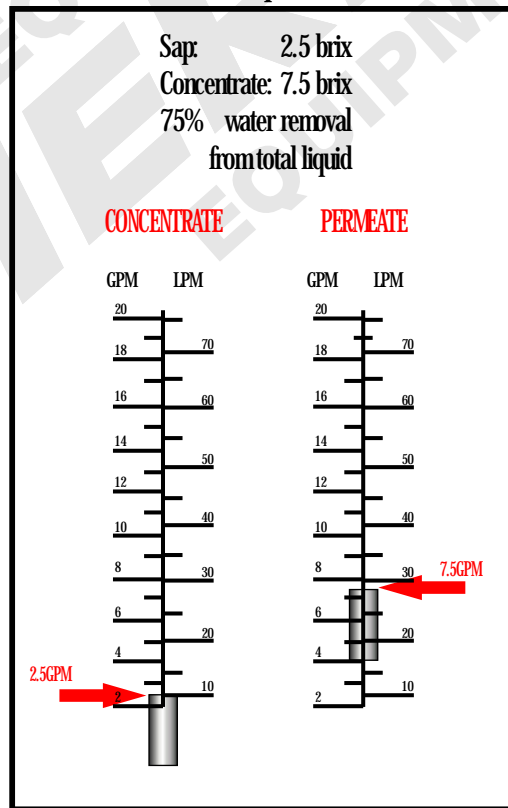 Sap: 2.5 brix
Concentrate: 7.5 brix
75% water removal
from total liquid
CONCENTRATE PERMEATE
GPM LPM GPM LPM
20 20
70 70
18 18
16 60 16 60
14 14
50 50
12 12
40 40
10 10
8 30 8 30
7.5GPM
6 6
20 20
4 4
2.5GPM
2 10 2 10
EQUIPM